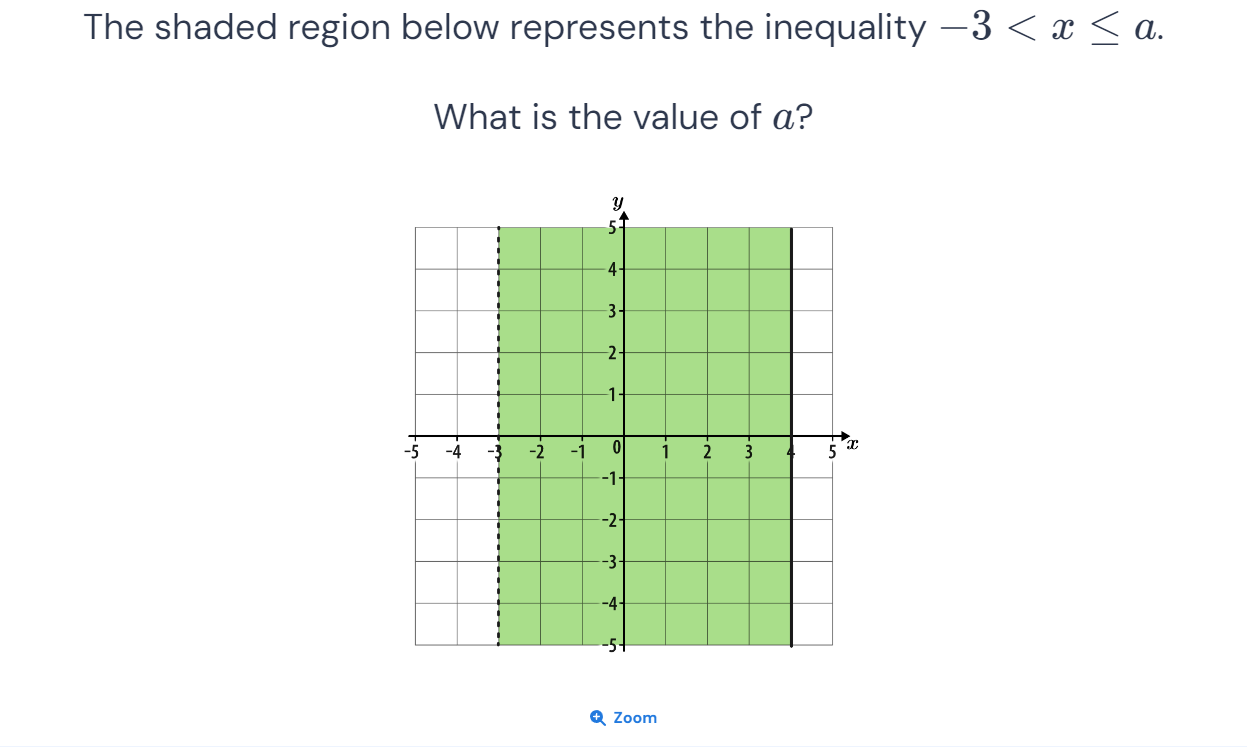 The shaded region below represents the inequality −3 < x ≤ a.
What is the value of a?
y
5
4
3
2
1
-5 -4 -3 -2 -1 0 1 2 3 4 5 x
-1
-2
-3
-4
-5
Zoom